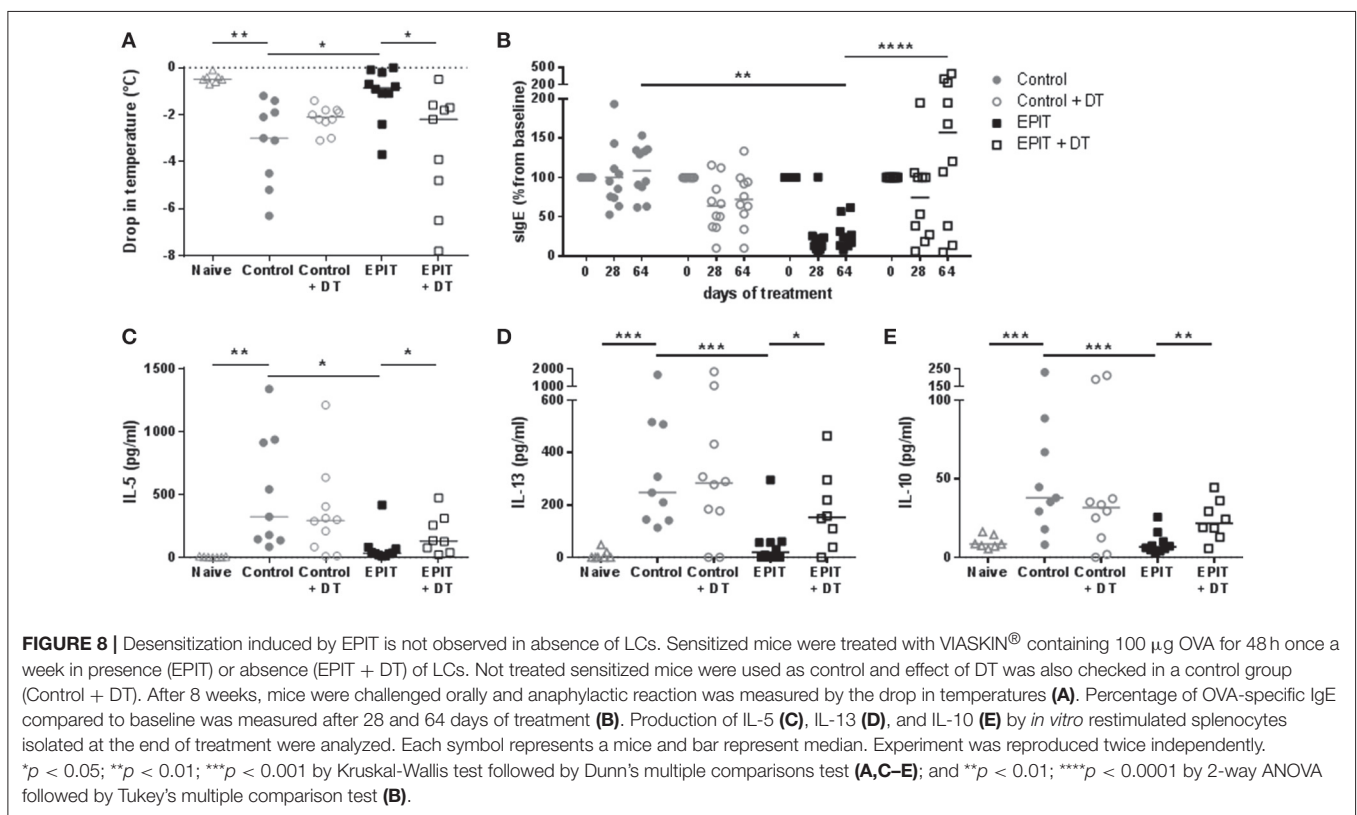 A
** * *
Drop in temperature (°C)
0
-2
-4
-6
-8
Naive Control Control + DT EPIT EPIT + DT
B
****
**
sIgE (% from baseline)
500
200
200
150
100
50
0
0 28 64 0 28 64 0 28 64 0 28 64
days of treatment
Control
Control + DT
EPIT
EPIT + DT
C
** * *
IL-5 (pg/ml)
1500
1000
500
0
Naive Control Control + DT EPIT EPIT + DT
D
*** *** *
IL-13 (pg/ml)
2000
1000
600
400
200
0
Naive Control Control + DT EPIT EPIT + DT
E
*** *** **
IL-10 (pg/ml)
250
150
100
50
0
Naive Control Control + DT EPIT EPIT + DT
FIGURE 8 | Desensitization induced by EPIT is not observed in absence of LCs. Sensitized mice were treated with VIASKIN® containing 100 μg OVA for 48 h once a
week in presence (EPIT) or absence (EPIT + DT) of LCs. Not treated sensitized mice were used as control and effect of DT was also checked in a control group
(Control + DT). After 8 weeks, mice were challenged orally and anaphylactic reaction was measured by the drop in temperatures (A). Percentage of OVA-specific IgE
compared to baseline was measured after 28 and 64 days of treatment (B). Production of IL-5 (C), IL-13 (D), and IL-10 (E) by in vitro restimulated splenocytes
isolated at the end of treatment were analyzed. Each symbol represents a mice and bar represent median. Experiment was reproduced twice independently.
*p < 0.05; **p < 0.01; ***p < 0.001 by Kruskal-Wallis test followed by Dunn's multiple comparisons test (A,C–E); and **p < 0.01; ****p < 0.0001 by 2-way ANOVA
followed by Tukey's multiple comparison test (B).